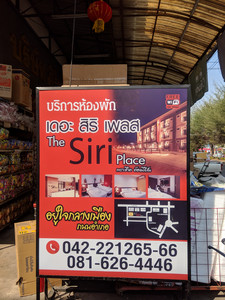 บริการห้องพัก
เดอะ สิริ เพลส
The
Siri
Place
อยู่ใจกลางเมือง
042-221265-66
081-626-4446